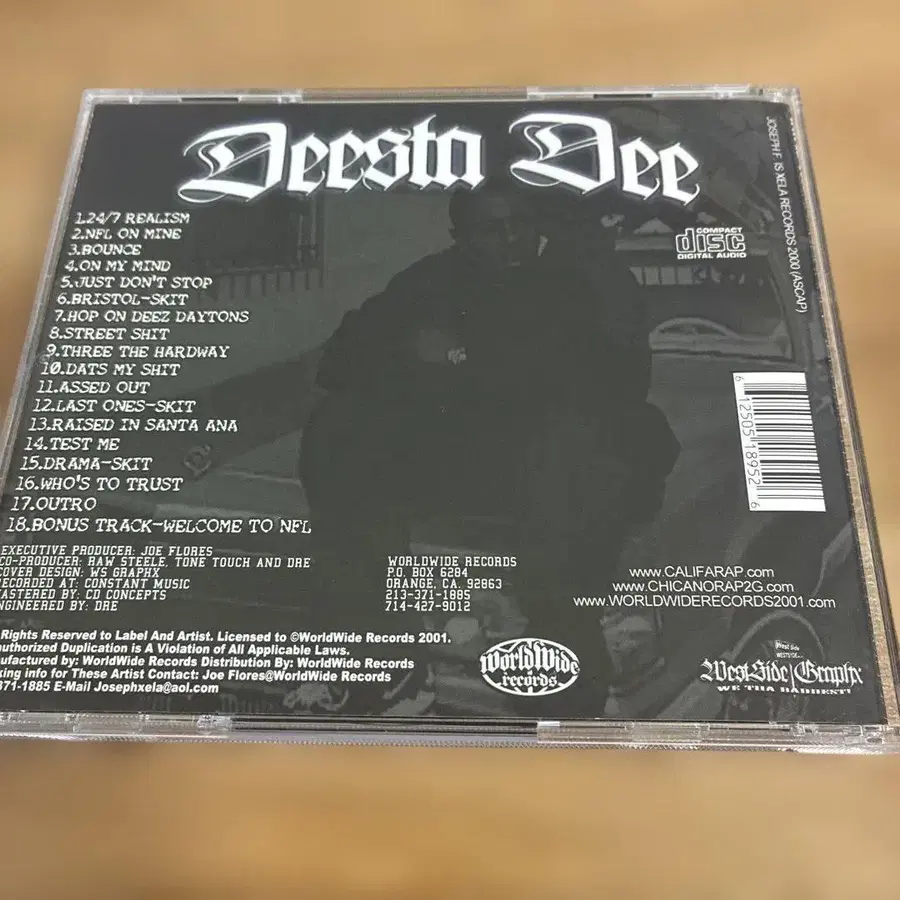 Deesta Dee
1.24/7 REALISM
2.NFL ON MINE
3.BOUNCE
4.ON MY MIND
5.JUST DON'T STOP
6.BRISTOL-SKIT
7.HOP ON DEEZ DAYTONS
8.STREET SHIT
9.THREE THE HARDWAY
10.DATS MY SHIT
11.ASSED OUT
12.LAST ONES-SKIT
13.RAISED IN SANTA ANA
14.TEST ME
15.DRAMA-SKIT
16.WHO'S TO TRUST
17.OUTRO
18.BONUS TRACK-WELCOME TO NFL
EXECUTIVE PRODUCER: JOE FLORES
CO-PRODUCER: RAW STEELE, TONE TOUCH AND DRE
COVER DESIGN: WS GRAPHX
RECORDED AT: CONSTANT MUSIC
MASTERED BY: CD CONCEPTS
ENGINEERED BY: DRE
WORLDWIDE RECORDS
P.O. BOX 6284
ORANGE, CA. 92863
213-371-1885
714-427-9012
Rights Reserved to Label And Artist. Licensed to ©WorldWide Records 2001.
authorized Duplication is A Violation of All Applicable Laws.
nufactured by: WorldWide Records Distribution By: WorldWide Records
king info for These Artist Contact: Joe Flores@WorldWide Records
371-1885 E-Mail Josephxela@aol.com
COMPACT
disc
DIGITAL AUDIO
JOSEPH F. IS XELA RECORDS 2000 (ASCAP)
6 12505 18952 6
www.CALIFARAP.com
www.CHICANORAP2G.com
www.WORLDWIDERECORDS2001.com
WorldWide
records
West Side
WestSide Graphx
WE THA BADDEST!